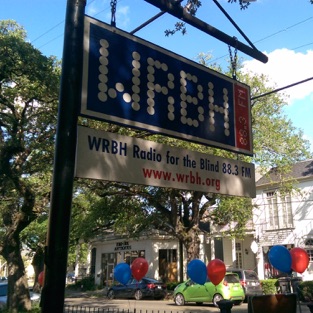 WRBH
88.3 FM
WRBH Radio for the Blind 88.3 FM
www.wrbh.org